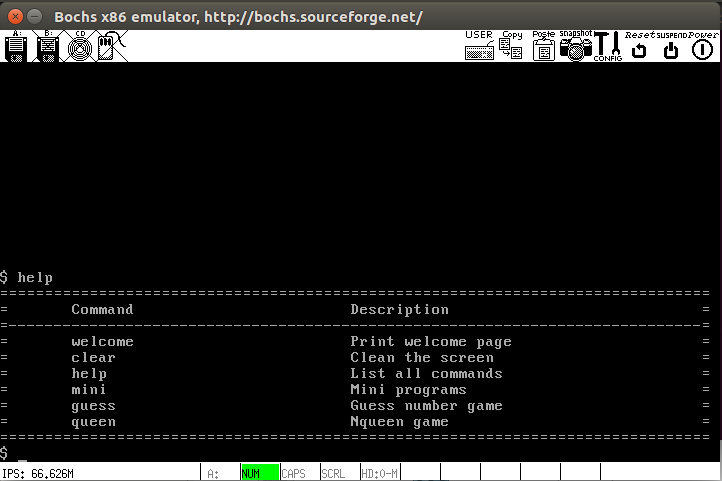 Bochs x86 emulator, http://bochs.sourceforge.net/
A: B: CD USER Copy Paste snapshot CONFIG Reset SUSPEND Power
$ help
================================================================================
= Command Description =
=------------------------------------------------------------------------------=
= welcome Print welcome page =
= clear Clean the screen =
= help List all commands =
= mini Mini programs =
= guess Guess number game =
= queen Nqueen game =
================================================================================
$ _
IPS: 66.626M A: NUM CAPS SCRL HD:0-M